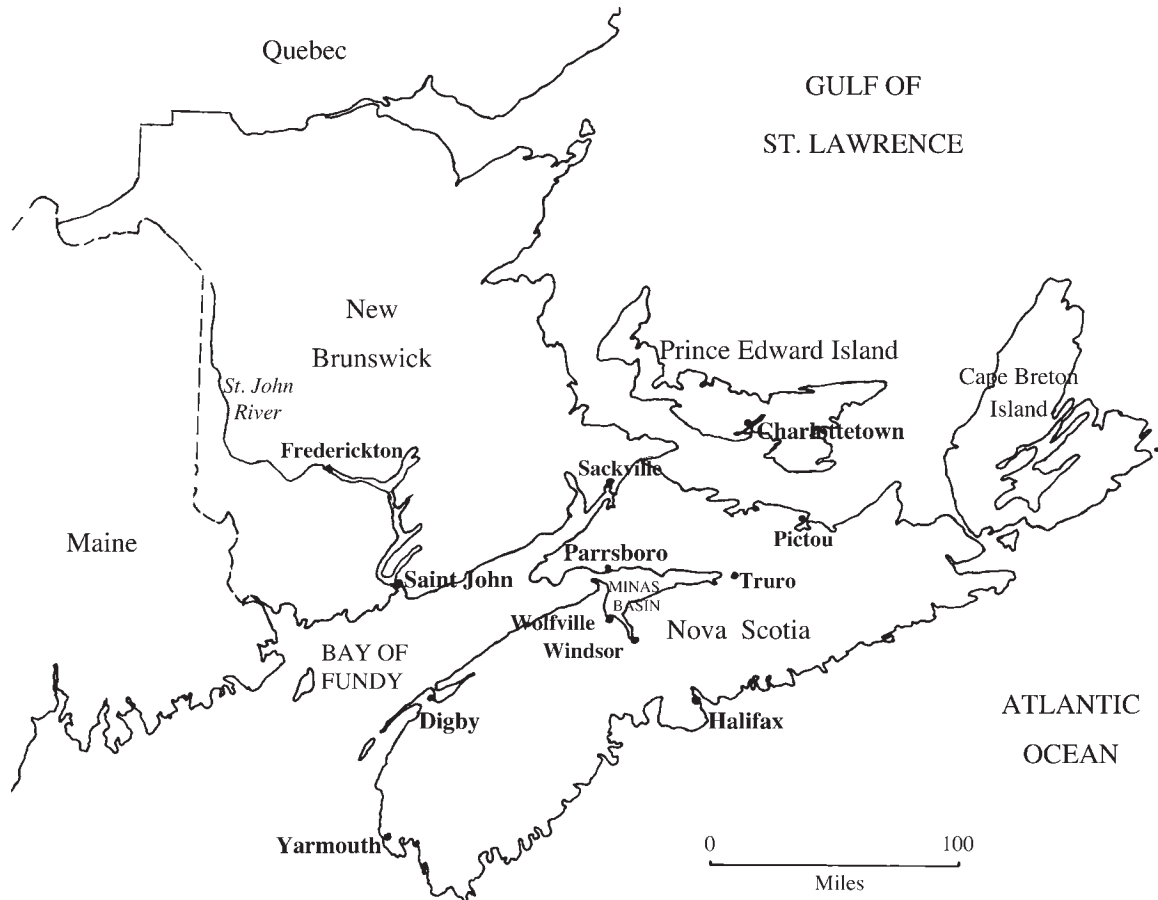 Quebec
GULF OF
ST. LAWRENCE
New
Brunswick
Prince Edward Island
Cape Breton
Island
St. John
River
Charlottetown
Frederickton
Sackville
Maine
Pictou
Parrsboro
Saint John
Truro
MINAS
BASIN
Wolfville
Windsor
Nova Scotia
BAY OF
FUNDY
Digby
Halifax
ATLANTIC
OCEAN
Yarmouth
0 100
Miles